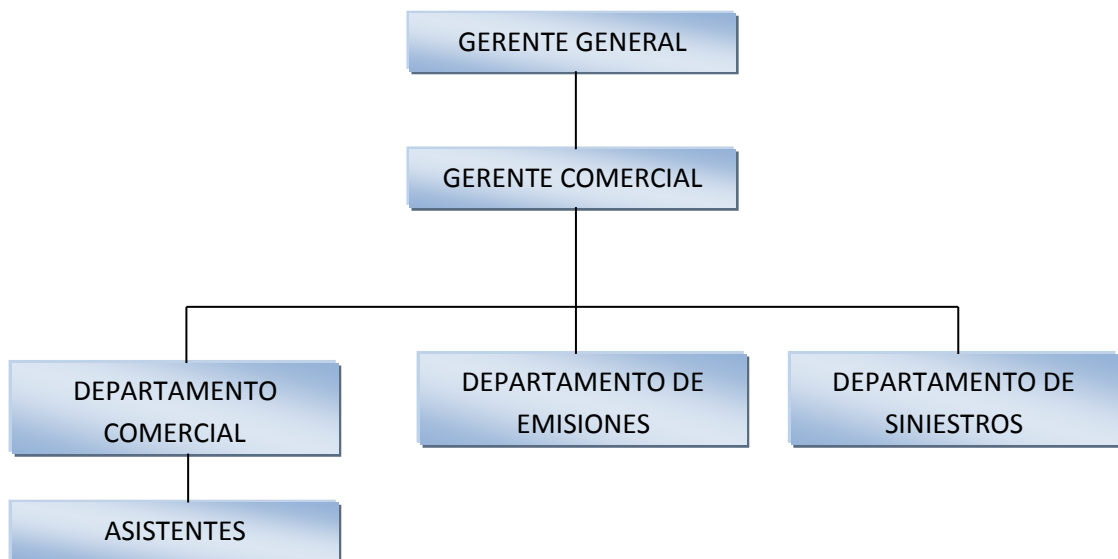 GERENTE GENERAL
GERENTE COMERCIAL
DEPARTAMENTO
COMERCIAL
DEPARTAMENTO DE
EMISIONES
DEPARTAMENTO DE
SINIESTROS
ASISTENTES